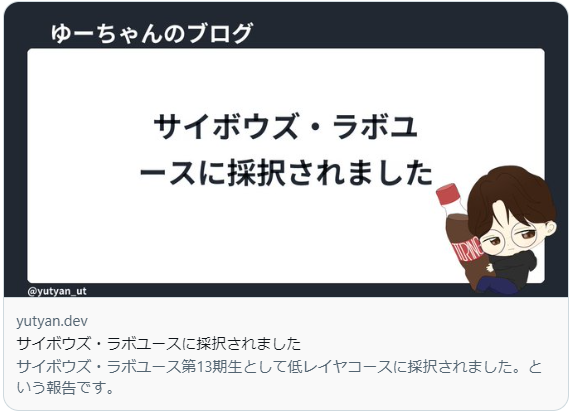 ゆーちゃんのブログ
サイボウズ・ラボユ
ースに採択されました
@yutyan_ut
yutyan.dev
サイボウズ・ラボユースに採択されました
サイボウズ・ラボユース第13期生として低レイヤコースに採択されました。と
いう報告です。